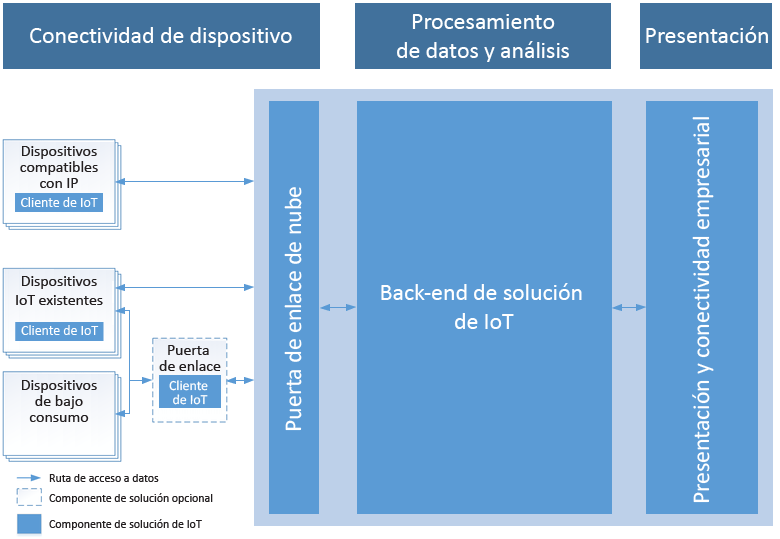 Conectividad de dispositivo
Procesamiento
de datos y análisis
Presentación
Dispositivos
compatibles
con IP
Cliente de IoT
Dispositivos
IoT existentes
Cliente de IoT
Dispositivos
de bajo
consumo
Puerta
de enlace
Cliente
de IoT
Puerta de enlace de nube
Back-end de solución
de IoT
Presentación y conectividad empresarial
Ruta de acceso a datos
Componente de solución opcional
Componente de solución de IoT